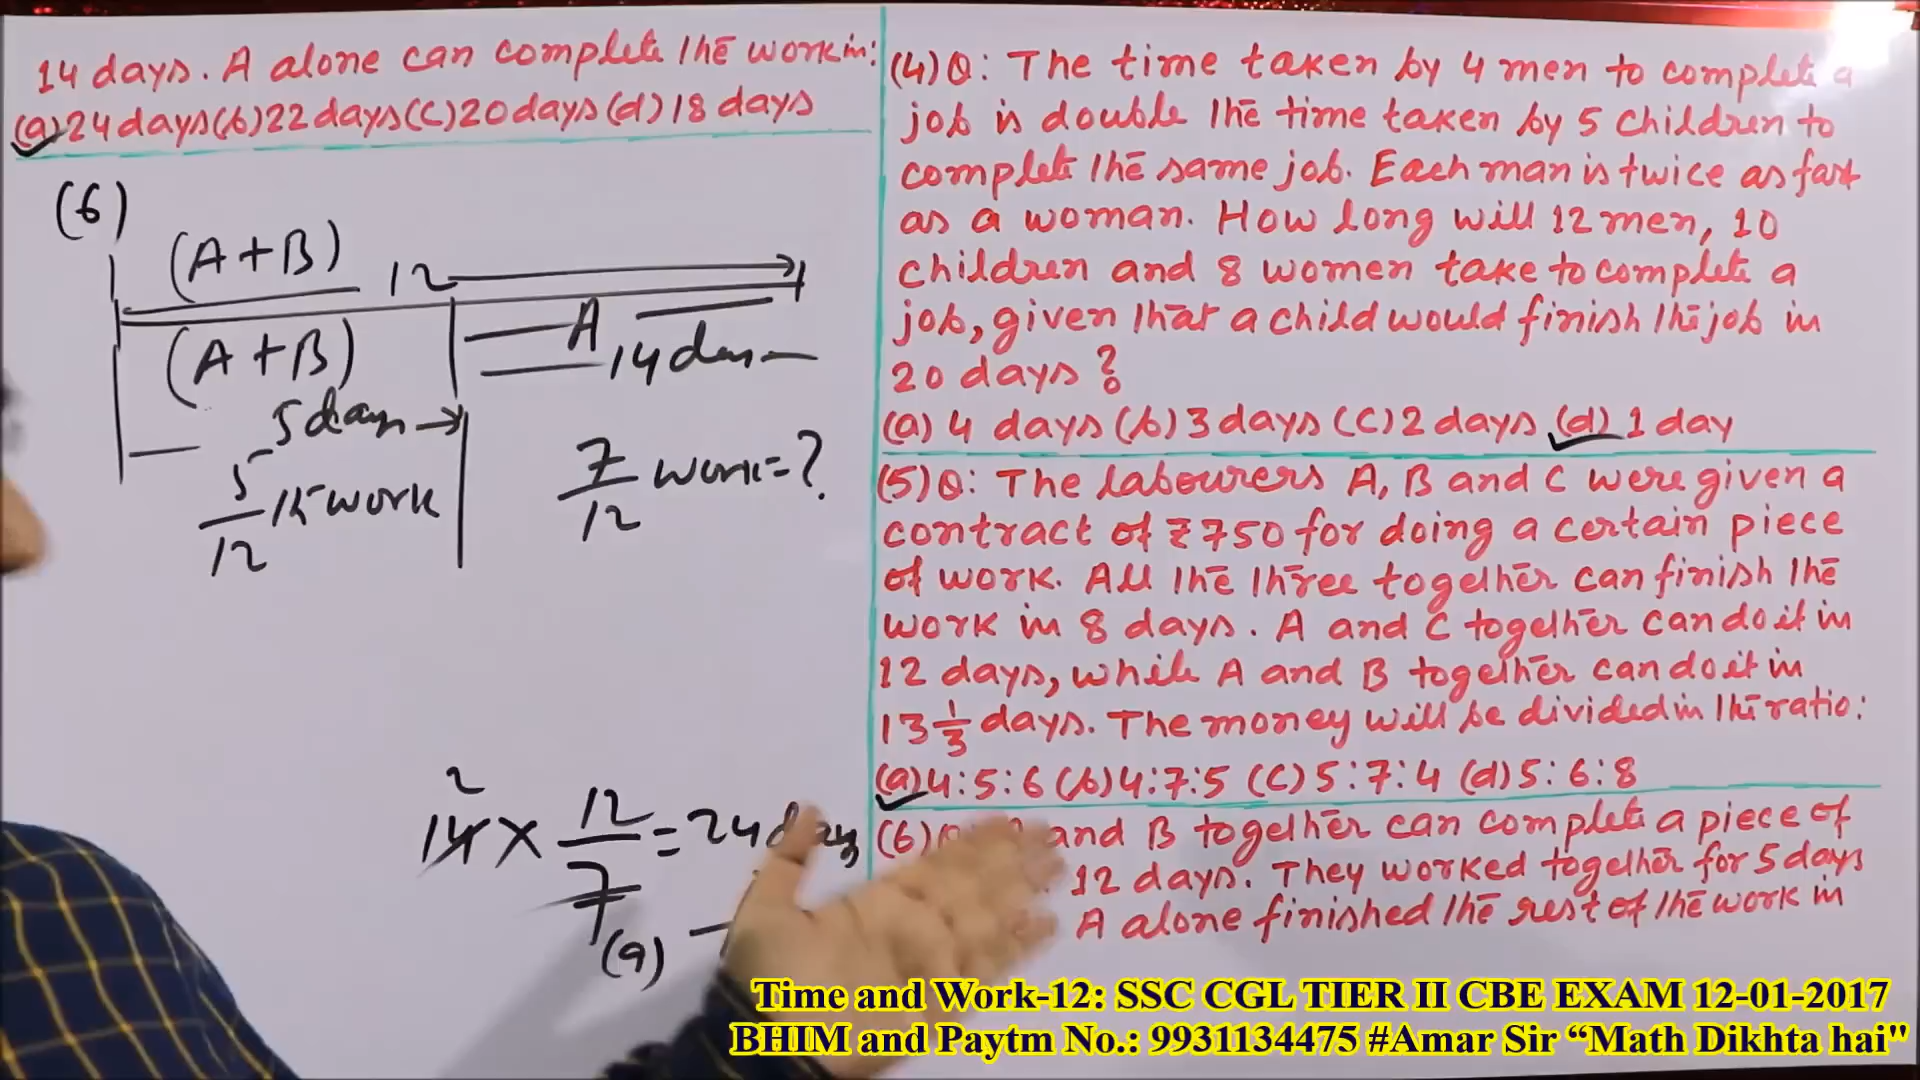 14 days. A alone can complete the work in:
(a) 24 days (b) 22 days (c) 20 days (d) 18 days
(6)
(A+B) 12
(A+B) A 14 days
5 days
5/12 th work
7/12 work = ?
2
14 × 12/7 = 24 days
(a)
(4) Q: The time taken by 4 men to complete a
job is double the time taken by 5 children to
complete the same job. Each man is twice as fast
as a woman. How long will 12 men, 10
children and 8 women take to complete a
job, given that a child would finish the job in
20 days?
(a) 4 days (b) 3 days (c) 2 days (d) 1 day
(5) Q: The labourers A, B and C were given a
contract of ₹750 for doing a certain piece
of work. All the three together can finish the
work in 8 days. A and C together can do it in
12 days, while A and B together can do it in
13 1/3 days. The money will be divided in the ratio:
(a) 4:5:6 (b) 4:7:5 (c) 5:7:4 (d) 5:6:8
(6) and B together can complete a piece of
12 days. They worked together for 5 days
A alone finished the rest of the work in
Time and Work-12: SSC CGL TIER II CBE EXAM 12-01-2017
BHIM and Paytm No.: 9931134475 #Amar Sir “Math Dikhta hai"